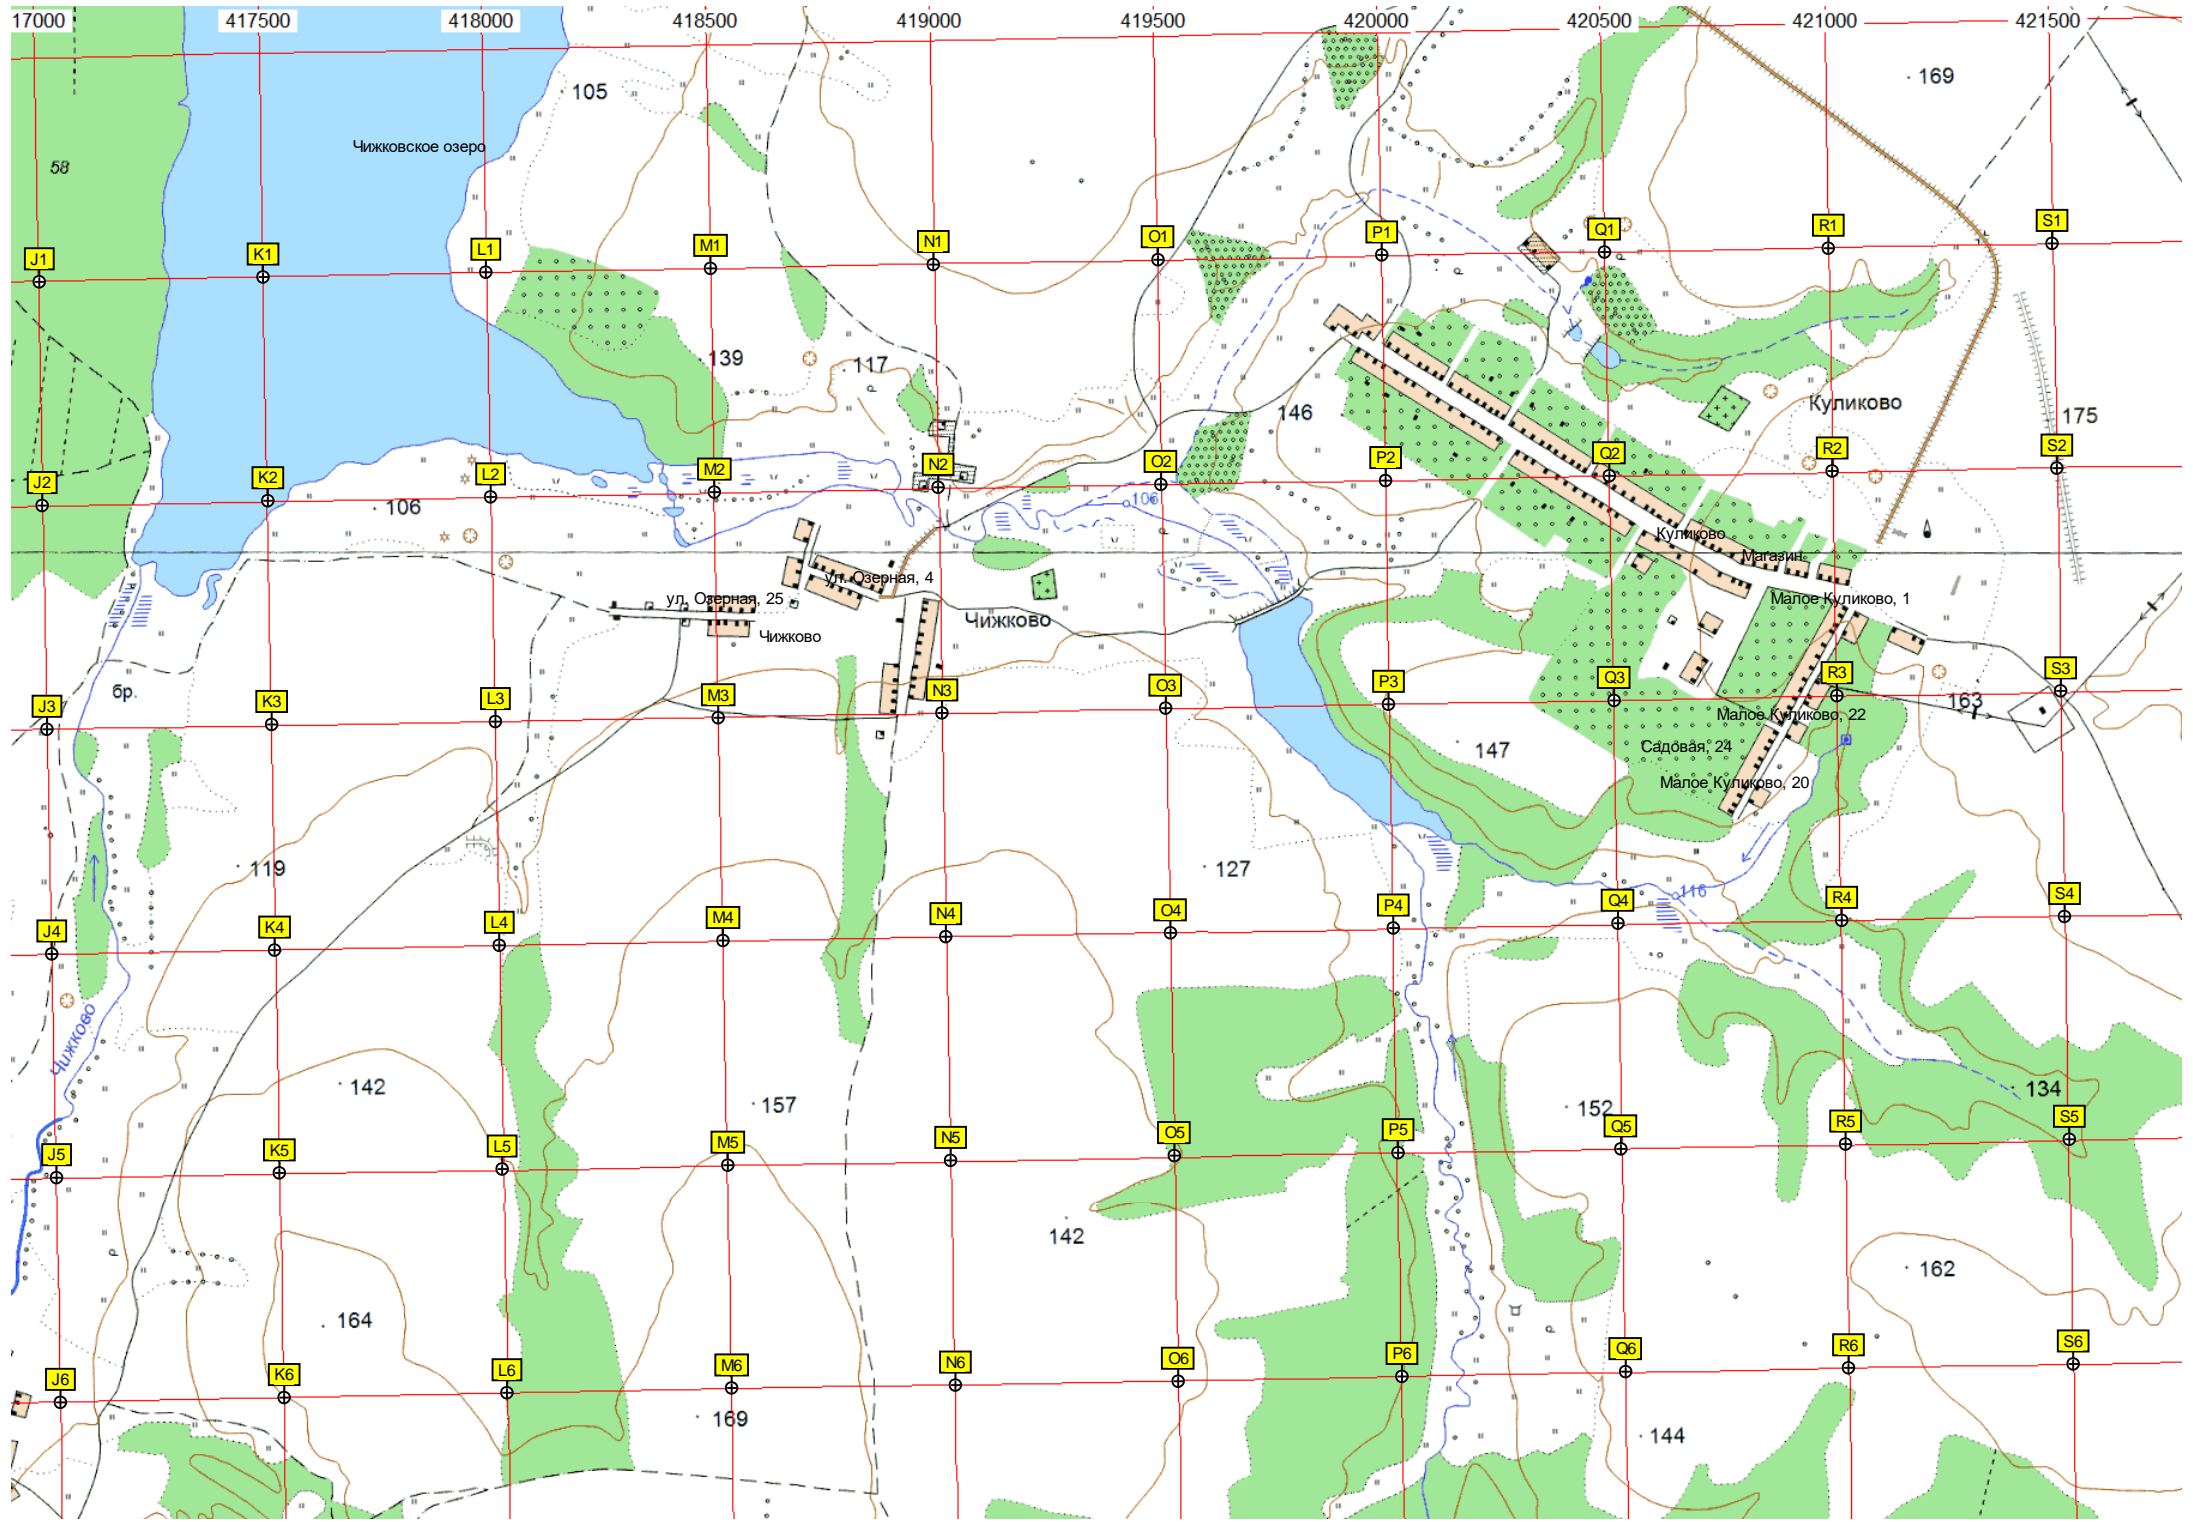 17000 417500 418000 418500 419000 419500 420000 420500 421000 421500
169
105
Чижковское озеро
58
J1 K1 L1 M1 N1 O1 P1 Q1 R1 S1
139
117
146
Куликово
175
J2 K2 L2 M2 N2 O2 P2 Q2 R2 S2
106
106
Куликово
Магазин
ул. Озерная, 4
ул. Озерная, 25
Малое Куликово, 1
Чижково
Чижково
бр.
J3 K3 L3 M3 N3 O3 P3 Q3 R3 S3
163
Малое Куликово, 22
147
Садовая, 24
Малое Куликово, 20
119
127
116
J4 K4 L4 M4 N4 O4 P4 Q4 R4 S4
Чижково
142
157
152
134
J5 K5 L5 M5 N5 O5 P5 Q5 R5 S5
142
162
164
J6 K6 L6 M6 N6 O6 P6 Q6 R6 S6
169
144